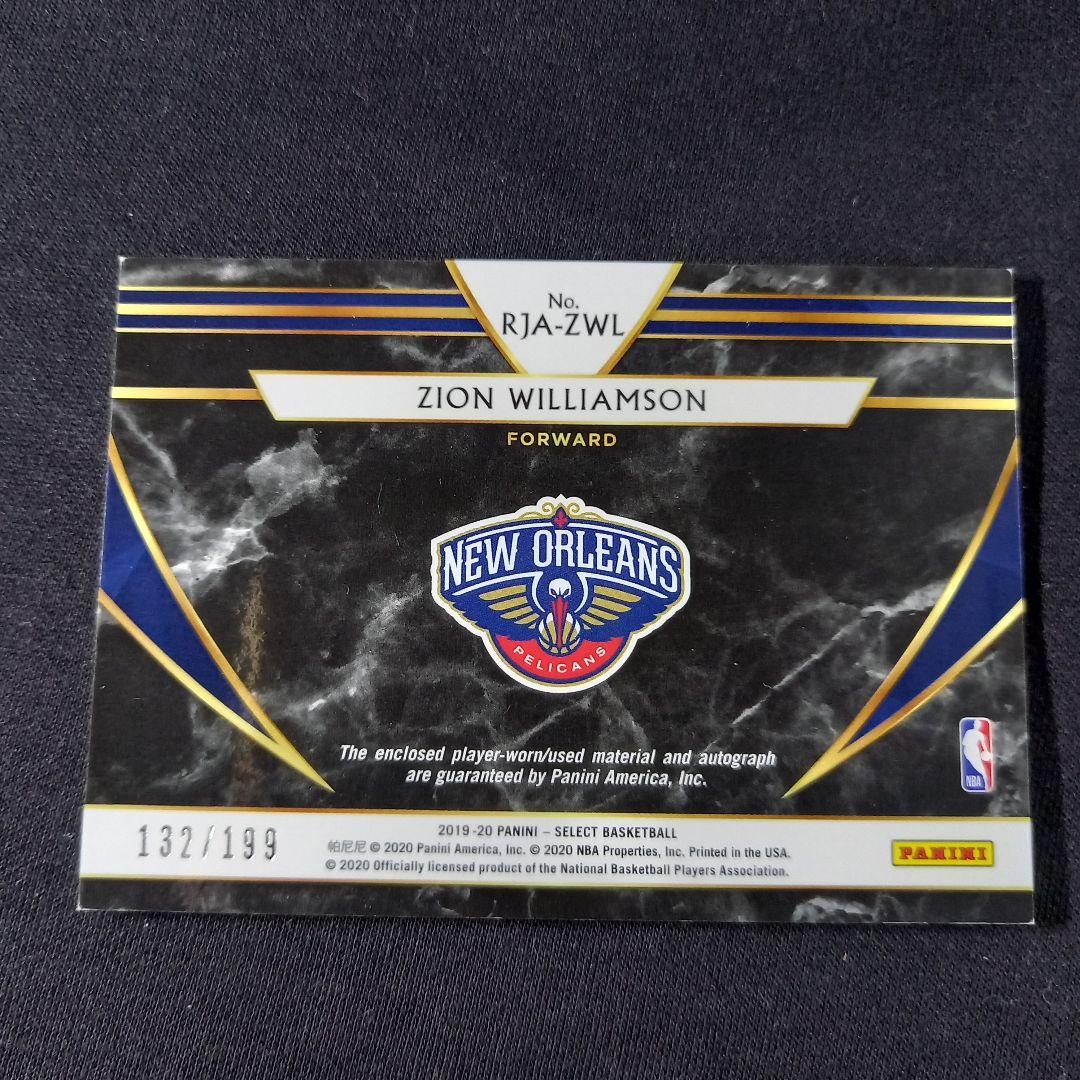 No.
RJA-ZWL
ZION WILLIAMSON
FORWARD
NEW ORLEANS
PELICANS
The enclosed player-worn/used material and autograph
are guaranteed by Panini America, Inc.
NBA
132/199
2019-20 PANINI – SELECT BASKETBALL
帕尼尼 © 2020 Panini America, Inc. © 2020 NBA Properties, Inc. Printed in the USA.
© 2020 Officially licensed product of the National Basketball Players Association.
PANINI